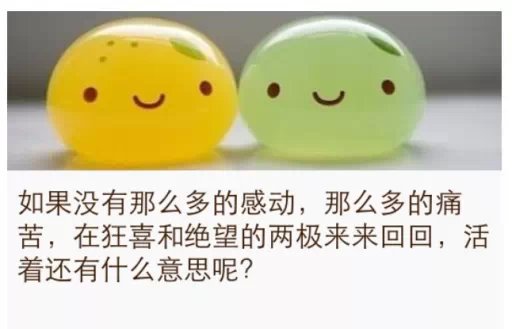 如果没有那么多的感动，那么多的痛
苦，在狂喜和绝望的两极来来回回，活
着还有什么意思呢？